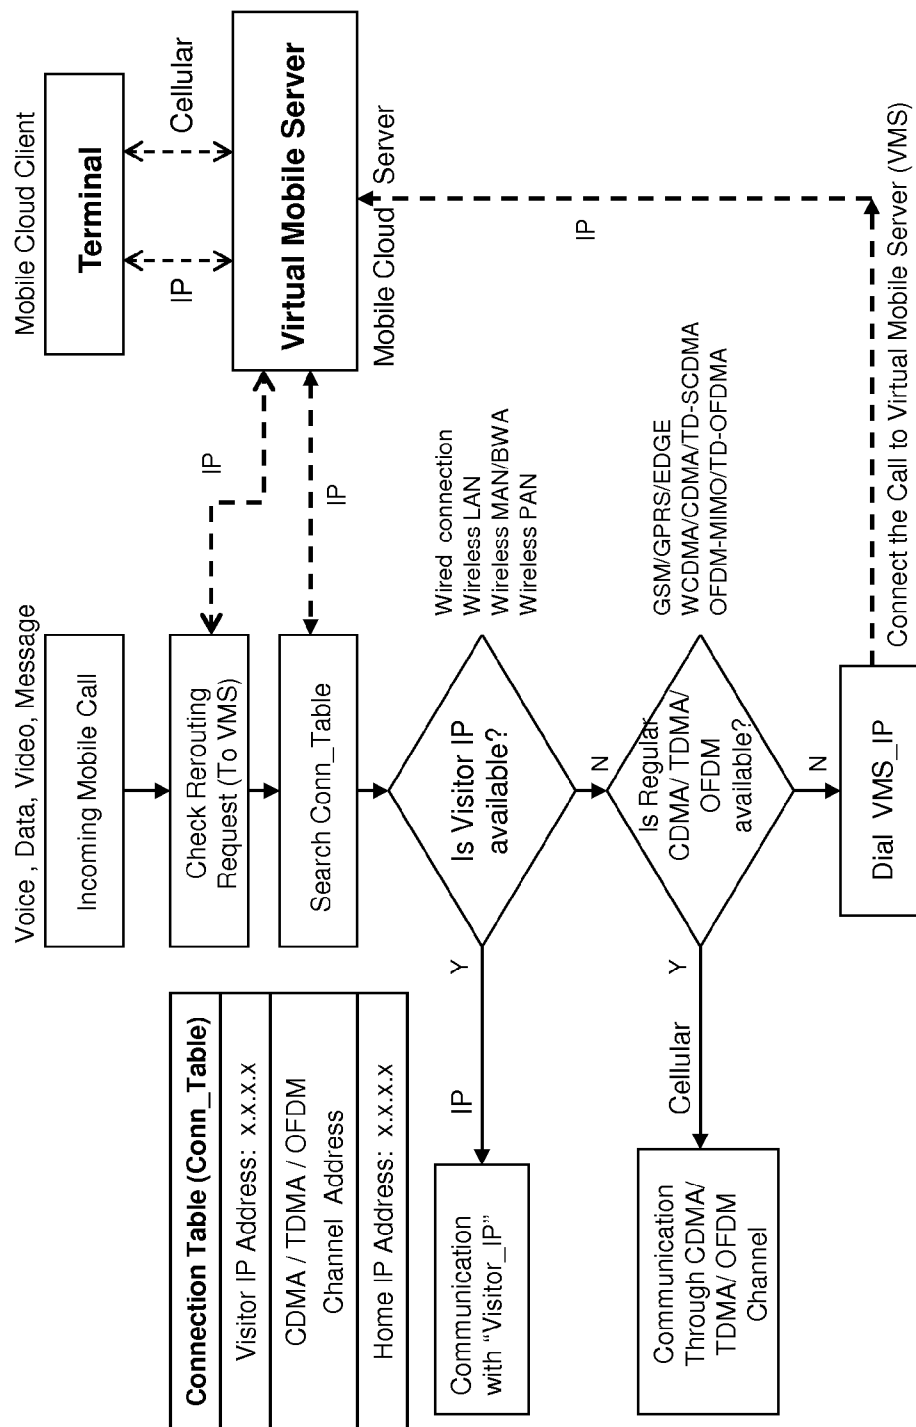 Voice , Data, Video, Message
Incoming Mobile Call
Check Rerouting
Request (To VMS)
Search Conn_Table
Is Visitor IP
available?
Y
N
IP
Communication
with “Visitor_IP”
Wired connection
Wireless LAN
Wireless MAN/BWA
Wireless PAN
Is Regular
CDMA/ TDMA/
OFDM
available?
Y
N
Cellular
Communication
Through CDMA/
TDMA/ OFDM
Channel
GSM/GPRS/EDGE
WCDMA/CDMA/TD-SCDMA
OFDM-MIMO/TD-OFDMA
Dial VMS_IP
Connect the Call to Virtual Mobile Server (VMS)
IP
Connection Table (Conn_Table)
Visitor IP Address: x.x.x.x
CDMA / TDMA / OFDM
Channel Address
Home IP Address: x.x.x.x
Mobile Cloud Client
Terminal
IP
Cellular
Virtual Mobile Server
Mobile Cloud Server
IP
IP